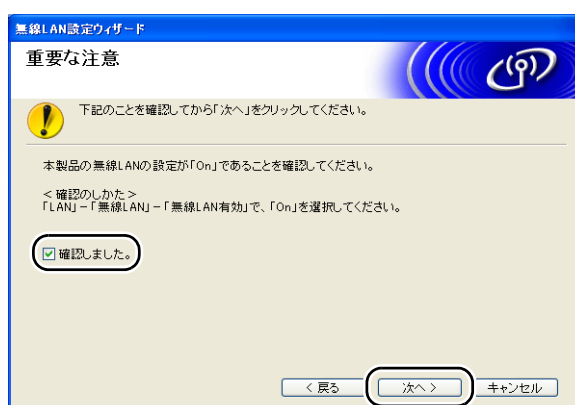 無線LAN設定ウィザード
重要な注意
下記のことを確認してから「次へ」をクリックしてください。
本製品の無線LANの設定が「On」であることを確認してください。
<確認のしかた>
「LAN」-「無線LAN」-「無線LAN有効」で、「On」を選択してください。
確認しました。
< 戻る 次へ > キャンセル